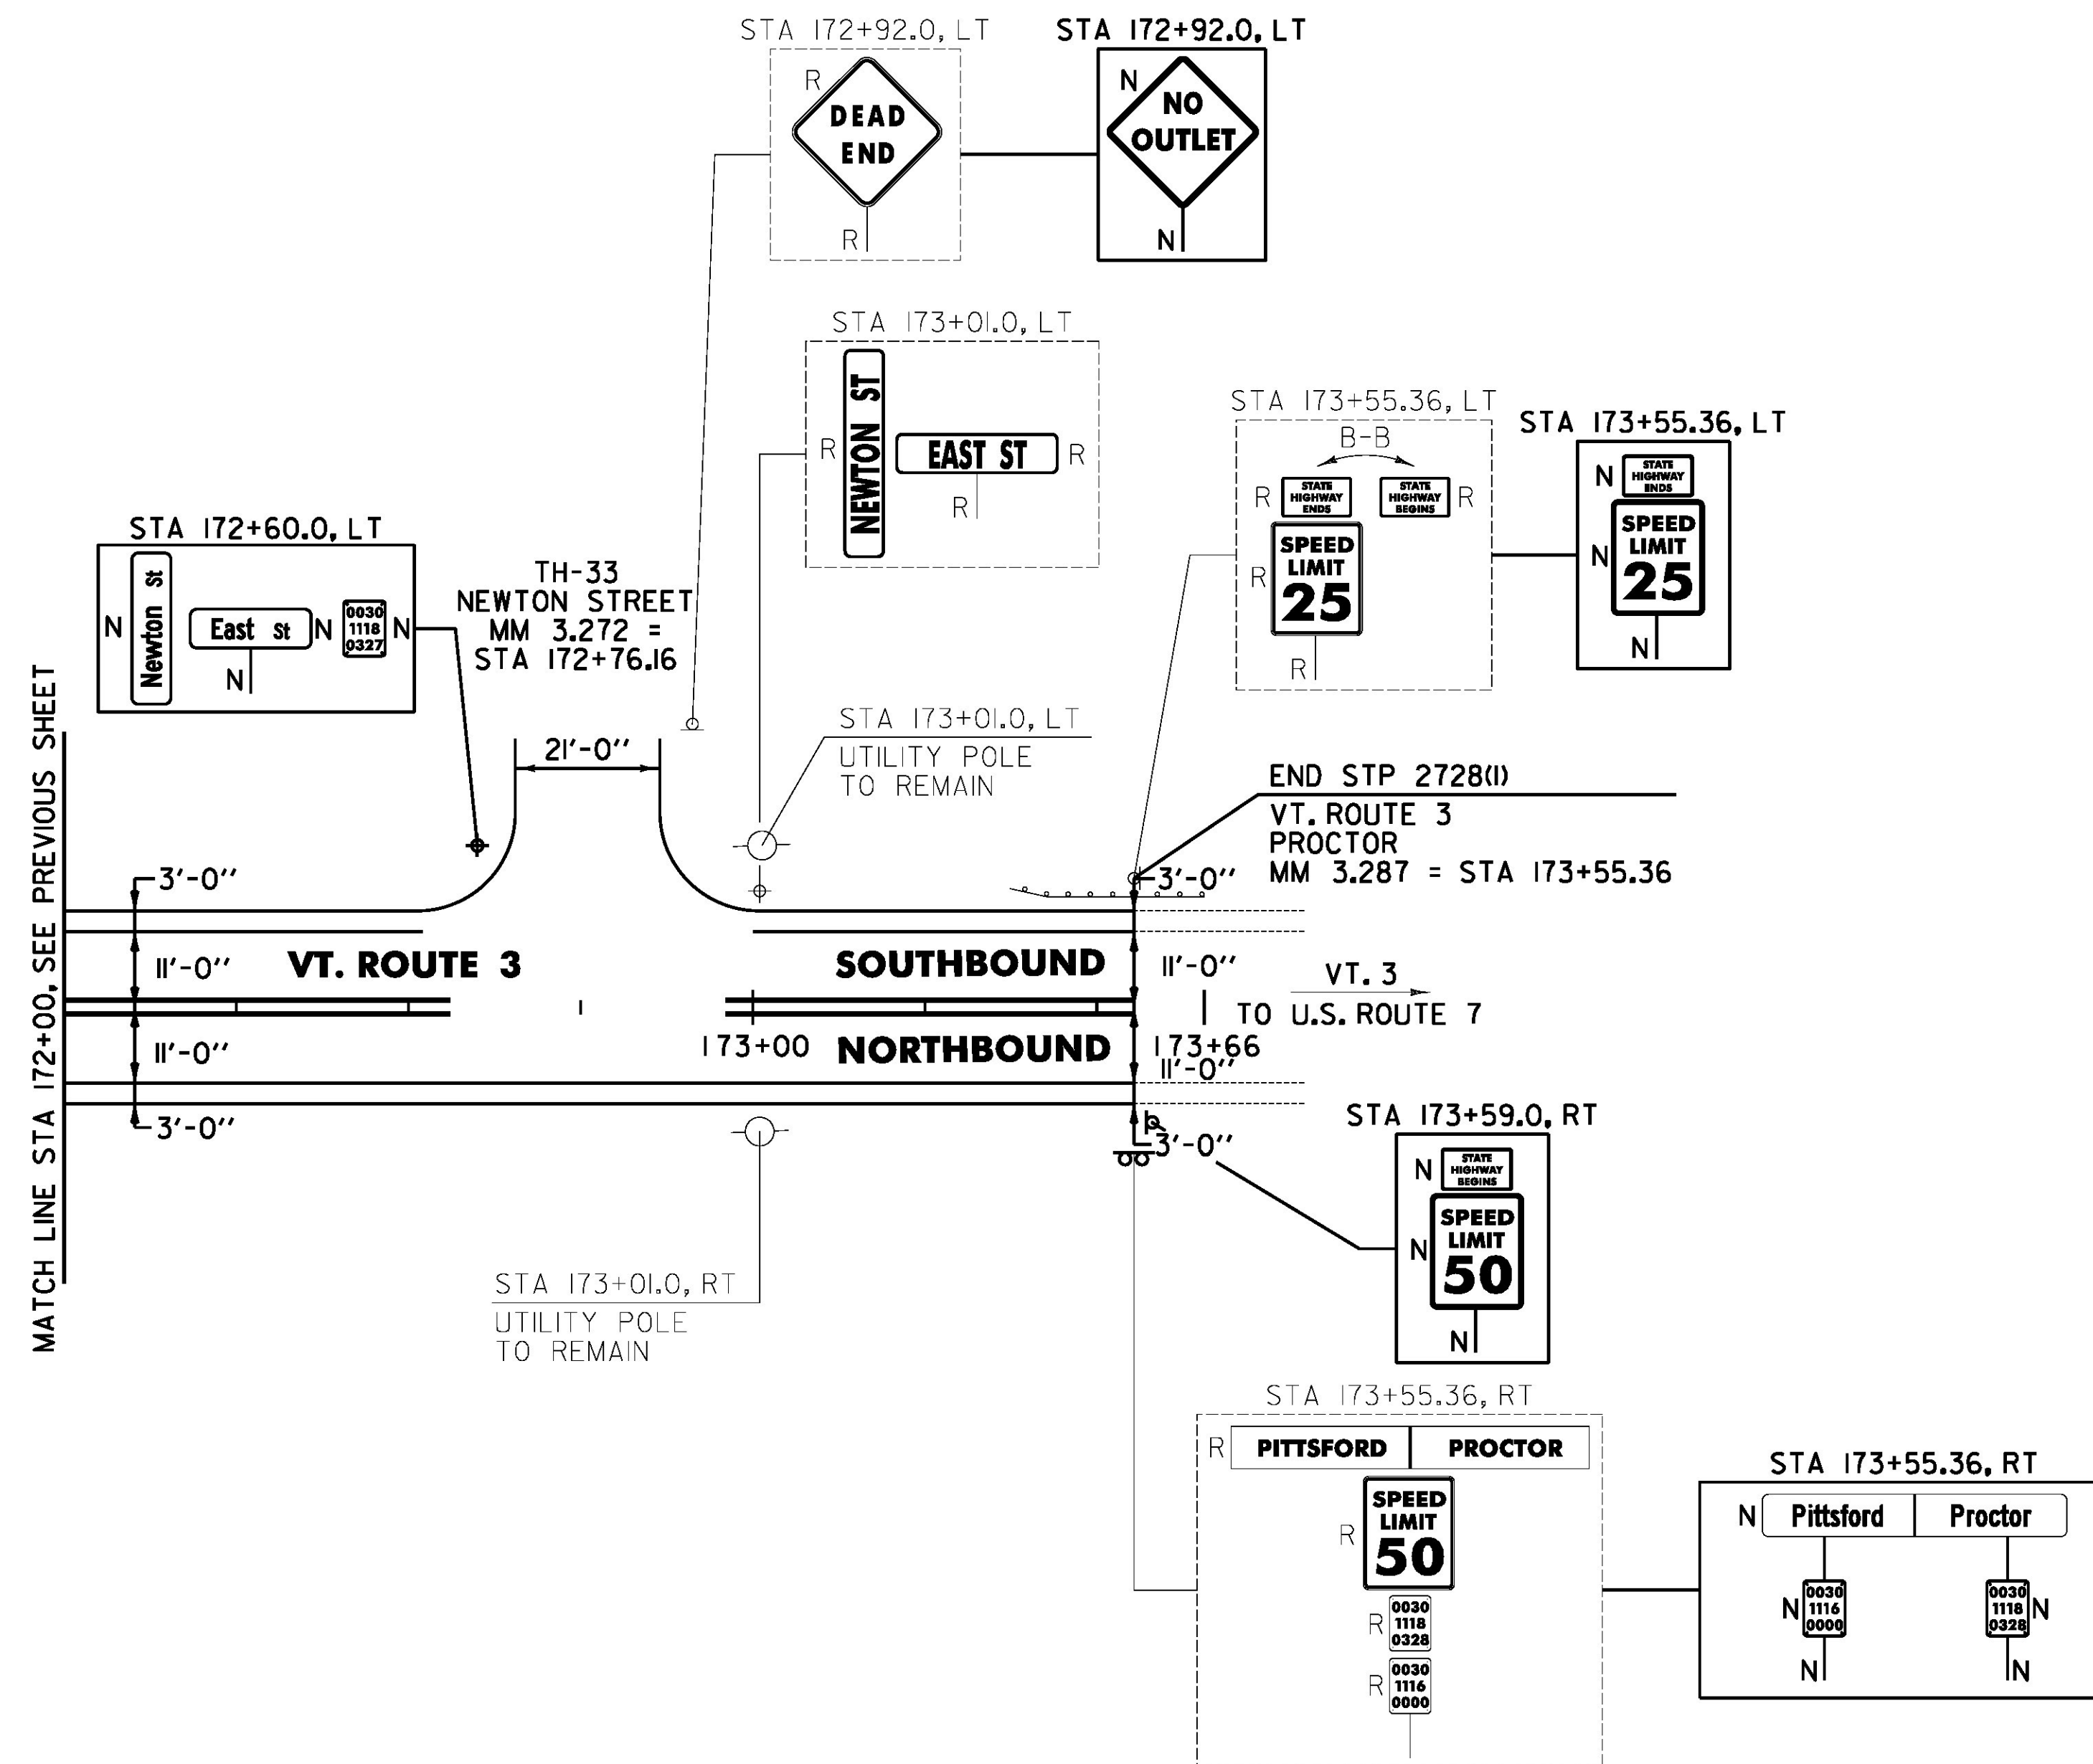 STA 172+92.0, LT
R
DEAD
END
R
STA 172+92.0, LT
N
NO
OUTLET
N
STA 173+01.0, LT
R
NEWTON ST
EAST ST
R
R
STA 173+55.36, LT
B-B
R
STATE
HIGHWAY
ENDS
STATE
HIGHWAY
BEGINS
R
R
SPEED
LIMIT
25
R
STA 173+55.36, LT
N
STATE
HIGHWAY
ENDS
N
SPEED
LIMIT
25
N
STA 172+60.0, LT
N
Newton St
East St
N
0030
1118
0327
N
N
TH-33
NEWTON STREET
MM 3.272 =
STA 172+76.16
21'-0"
STA 173+01.0, LT
UTILITY POLE
TO REMAIN
END STP 2728(1)
VT. ROUTE 3
PROCTOR
MM 3.287 = STA 173+55.36
MATCH LINE STA 172+00, SEE PREVIOUS SHEET
3'-0"
3'-0"
11'-0"
VT. ROUTE 3
SOUTHBOUND
11'-0"
VT. 3
TO U.S. ROUTE 7
11'-0"
173+00
NORTHBOUND
173+66
11'-0"
3'-0"
3'-0"
STA 173+59.0, RT
N
STATE
HIGHWAY
BEGINS
N
SPEED
LIMIT
50
N
STA 173+01.0, RT
UTILITY POLE
TO REMAIN
STA 173+55.36, RT
R
PITTSFORD
PROCTOR
R
SPEED
LIMIT
50
R
0030
1118
0328
R
0030
1116
0000
STA 173+55.36, RT
N
Pittsford
Proctor
N
0030
1116
0000
0030
1118
0328
N
N
N